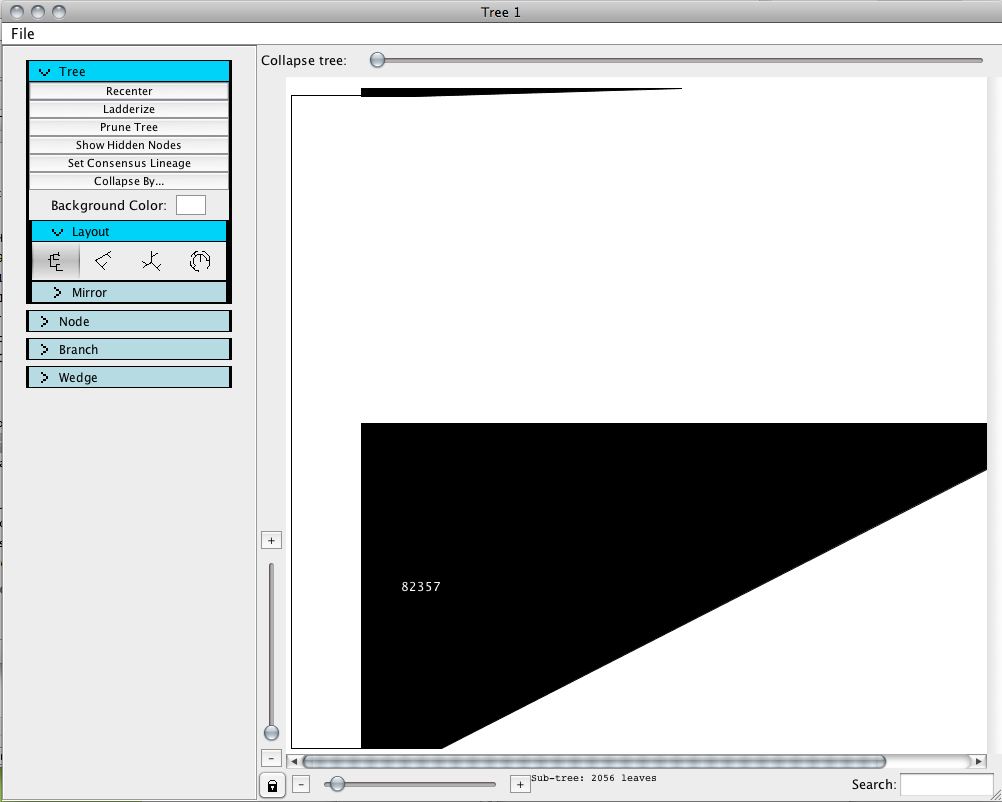 Tree 1
File
Collapse tree:
Tree
Recenter
Ladderize
Prune Tree
Show Hidden Nodes
Set Consensus Lineage
Collapse By...
Background Color:
Layout
Mirror
Node
Branch
Wedge
82357
+
-
-
+
Sub-tree: 2056 leaves
Search: